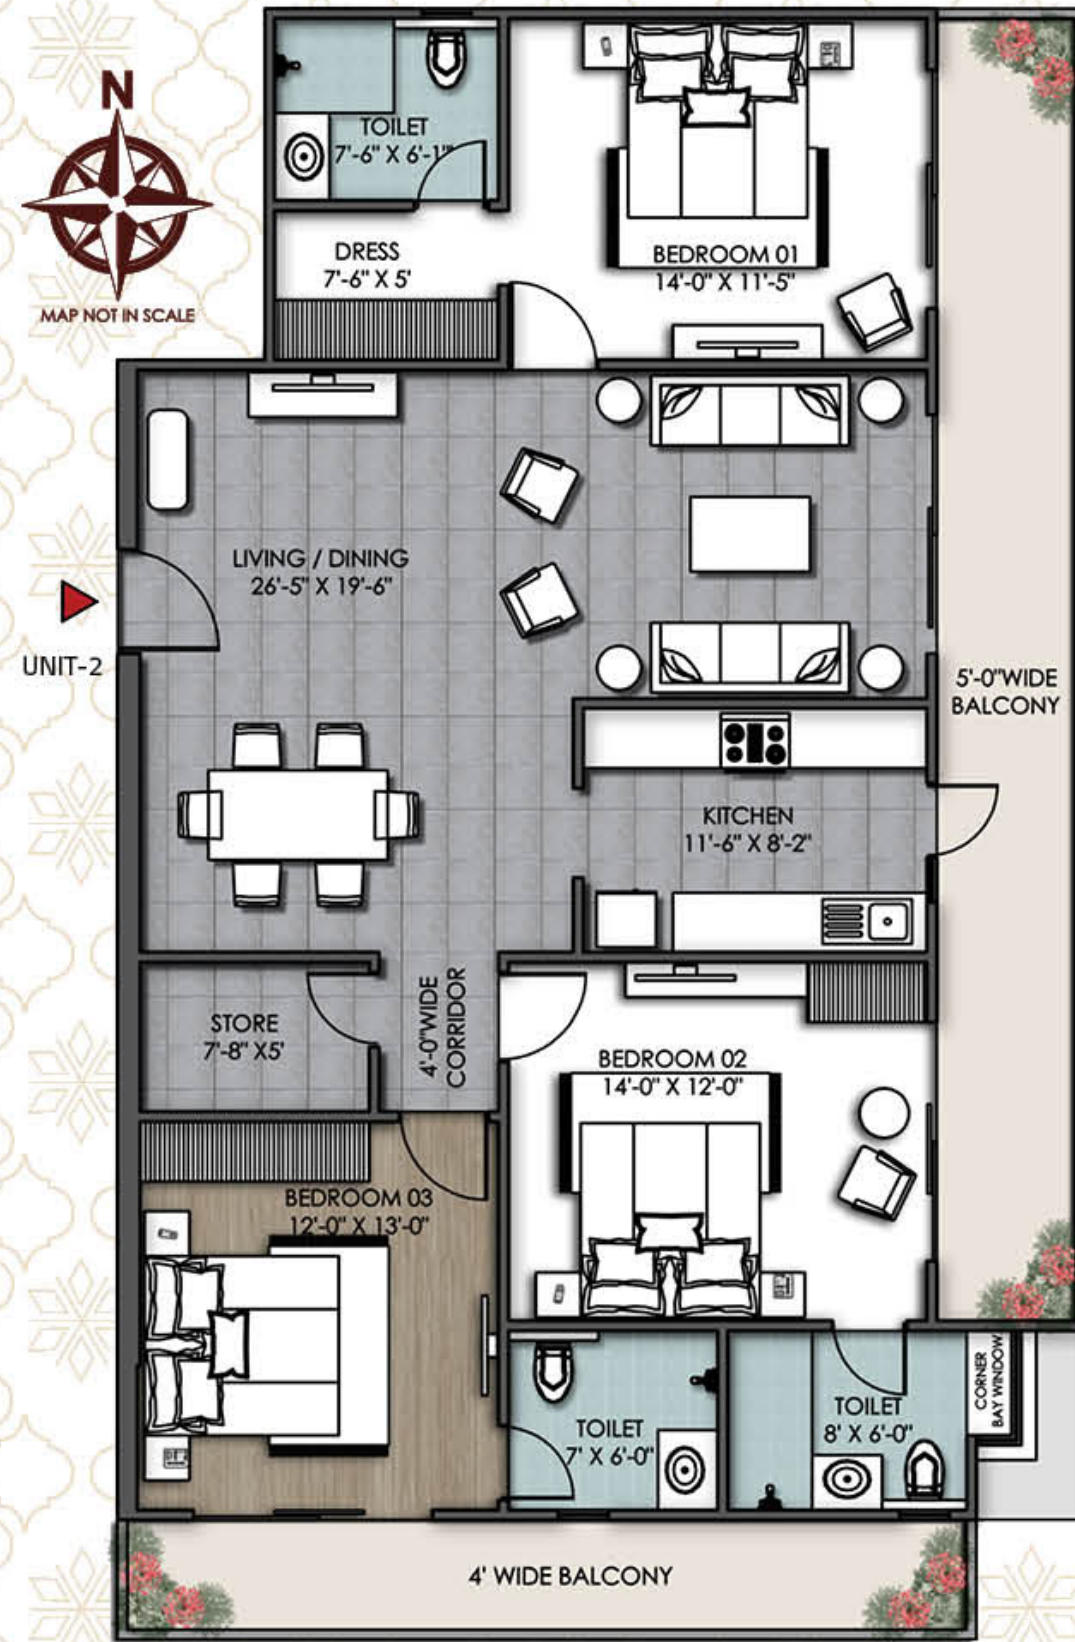 N
MAP NOT IN SCALE
TOILET
7'-6" X 6'-1"
DRESS
7'-6" X 5'
BEDROOM 01
14'-0" X 11'-5"
LIVING / DINING
26'-5" X 19'-6"
UNIT-2
5'-0"WIDE
BALCONY
KITCHEN
11'-6" X 8'-2"
STORE
7'-8" X5'
4'-0"WIDE
CORRIDOR
BEDROOM 02
14'-0" X 12'-0"
BEDROOM 03
12'-0" X 13'-0"
TOILET
7' X 6'-0"
TOILET
8' X 6'-0"
CORNER
BAY WINDOW
4' WIDE BALCONY